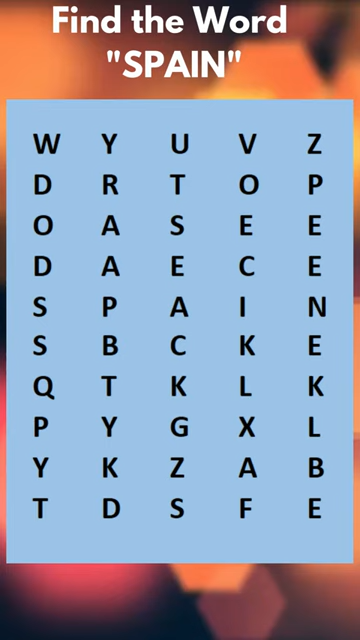 Find the Word
"SPAIN"
W Y U V Z
D R T O P
O A S E E
D A E C E
S P A I N
S B C K E
Q T K L K
P Y G X L
Y K Z A B
T D S F E